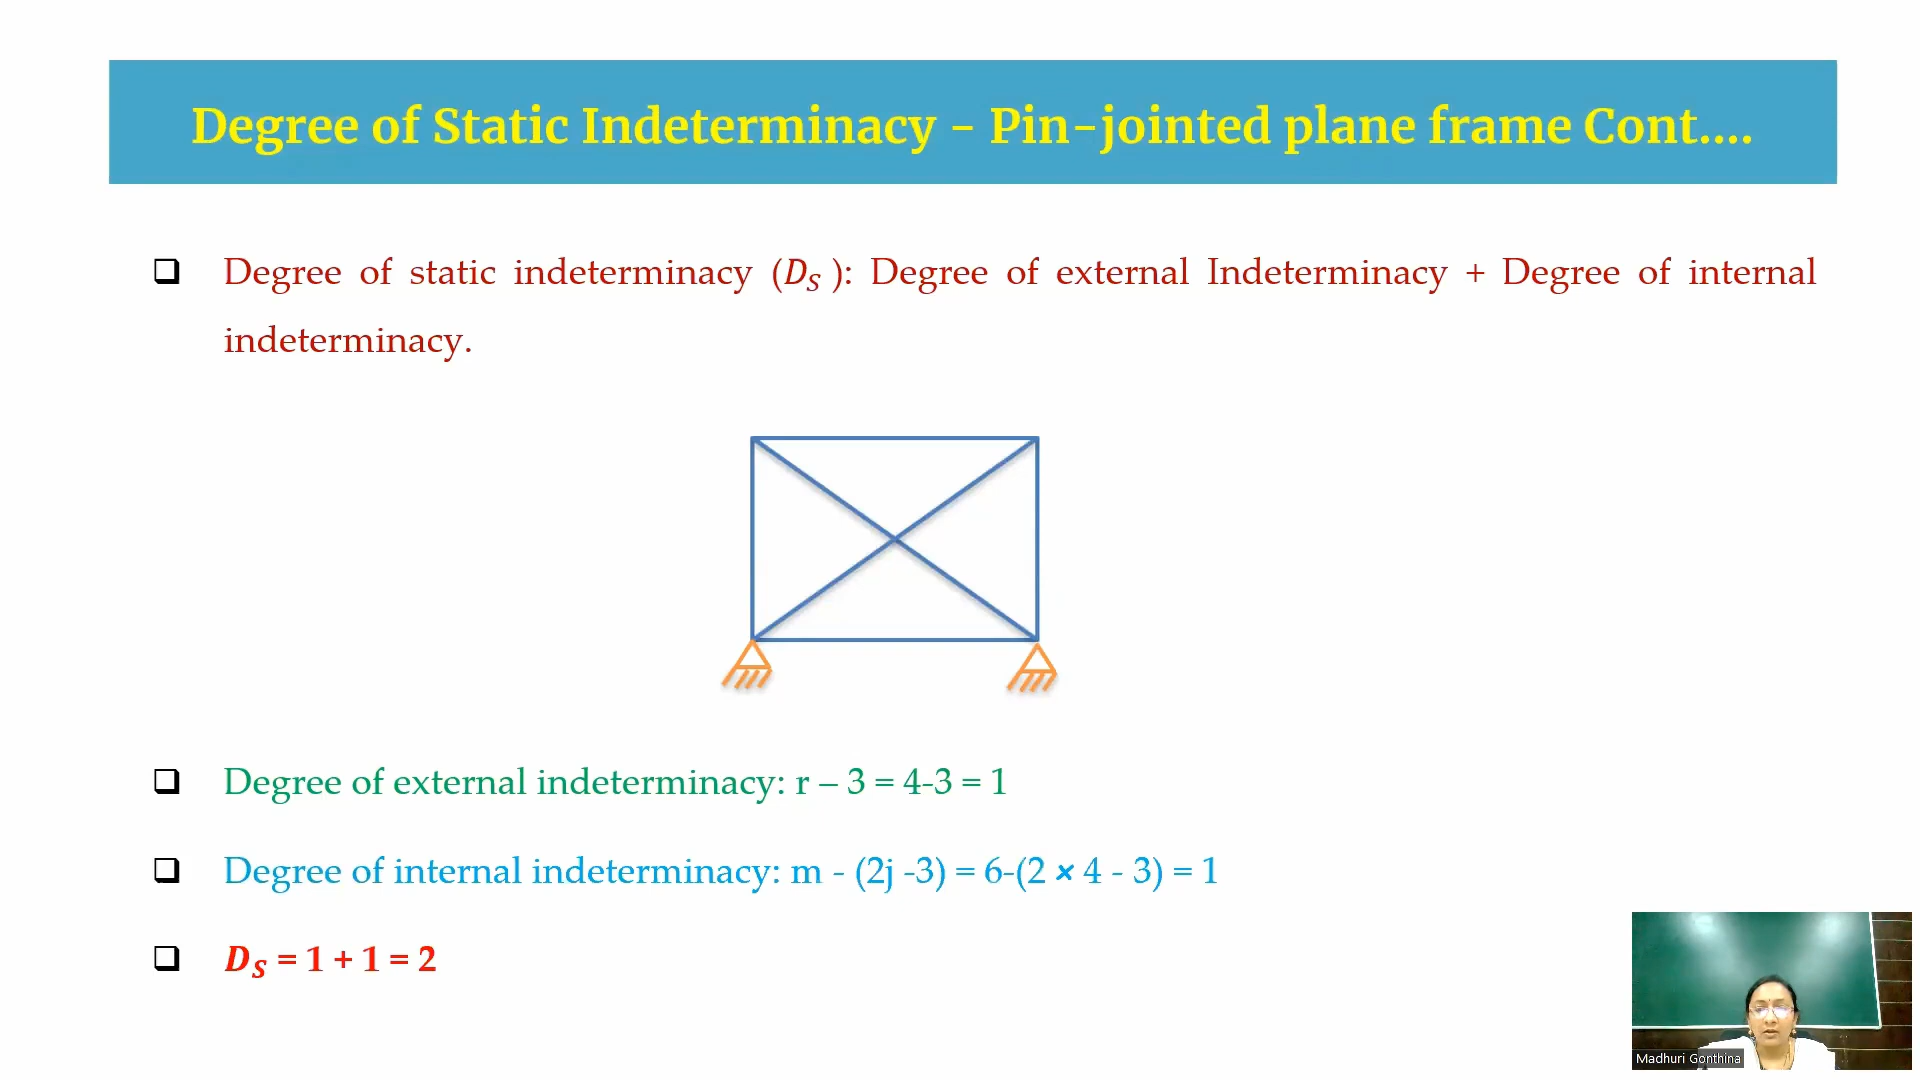 Degree of Static Indeterminacy - Pin-jointed plane frame Cont....
❑ Degree of static indeterminacy (𝑫𝑆 ): Degree of external Indeterminacy + Degree of internal
indeterminacy.
❑ Degree of external indeterminacy: r – 3 = 4-3 = 1
❑ Degree of internal indeterminacy: m - (2j -3) = 6-(2 × 4 - 3) = 1
❑ 𝑫𝑺 = 1 + 1 = 2
Madhuri Gonthina